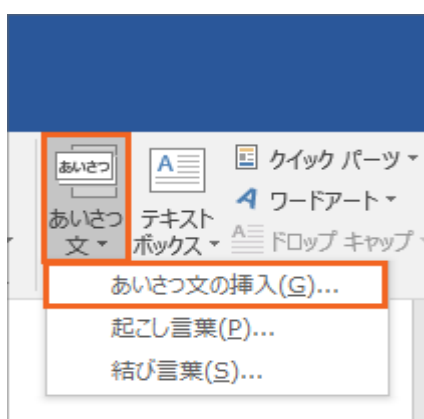 あいさつ
あいさつ
文
A
テキスト
ボックス
クイック パーツ
A ワードアート
A ドロップ キャップ
あいさつ文の挿入(G)...
起こし言葉(P)...
結び言葉(S)...